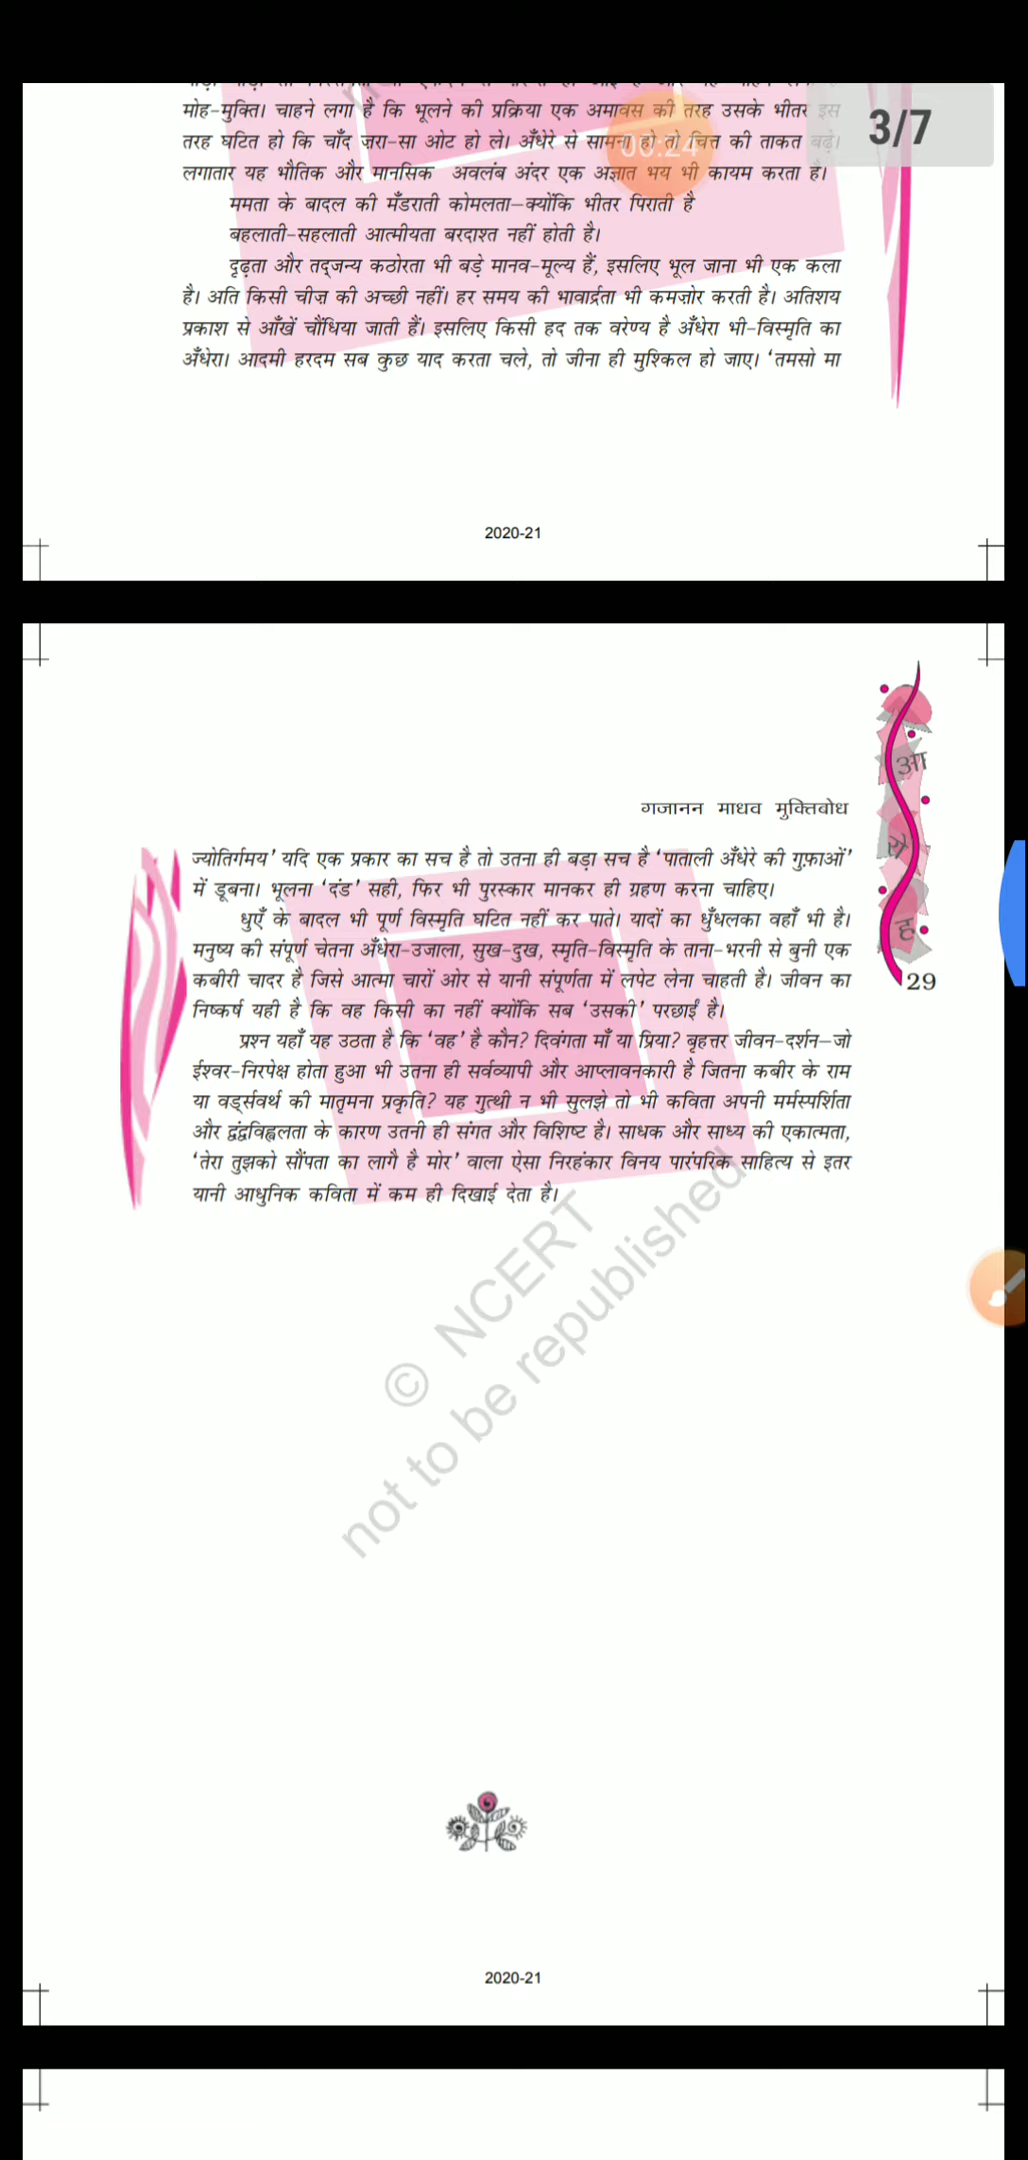 मोह-मुक्ति। चाहने लगा है कि भूलने की प्रक्रिया एक अमावस की तरह उसके भीतर इस
3/7
तरह घटित हो कि चाँद ज़रा-सा ओट हो ले। अँधेरे से सामना हो तो चित्त की ताकत बढ़े।
00:24
लगातार यह भौतिक और मानसिक अवलंब अंदर एक अज्ञात भय भी कायम करता है।
ममता के बादल की मँडराती कोमलता—क्योंकि भीतर पिराती है
बहलाती-सहलाती आत्मीयता बरदाश्त नहीं होती है।
दृढ़ता और तद्जन्य कठोरता भी बड़े मानव-मूल्य हैं, इसलिए भूल जाना भी एक कला
है। अति किसी चीज़ की अच्छी नहीं। हर समय की भावार्द्रता भी कमज़ोर करती है। अतिशय
प्रकाश से आँखें चौंधिया जाती हैं। इसलिए किसी हद तक वरेण्य है अँधेरा भी-विस्मृति का
अँधेरा। आदमी हरदम सब कुछ याद करता चले, तो जीना ही मुश्किल हो जाए। ‘तमसो मा
2020-21
आ
रो
ह
गजानन माधव मुक्तिबोध
ज्योतिर्गमय’ यदि एक प्रकार का सच है तो उतना ही बड़ा सच है ‘पाताली अँधेरे की गुफ़ाओं’
में डूबना। भूलना ‘दंड’ सही, फिर भी पुरस्कार मानकर ही ग्रहण करना चाहिए।
धुएँ के बादल भी पूर्ण विस्मृति घटित नहीं कर पाते। यादों का धुँधलका वहाँ भी है।
मनुष्य की संपूर्ण चेतना अँधेरा-उजाला, सुख-दुख, स्मृति-विस्मृति के ताना-भरनी से बुनी एक
कबीरी चादर है जिसे आत्मा चारों ओर से यानी संपूर्णता में लपेट लेना चाहती है। जीवन का
29
निष्कर्ष यही है कि वह किसी का नहीं क्योंकि सब ‘उसकी’ परछाईं है।
प्रश्न यहाँ यह उठता है कि ‘वह’ है कौन? दिवंगता माँ या प्रिया? बृहत्तर जीवन-दर्शन—जो
ईश्वर-निरपेक्ष होता हुआ भी उतना ही सर्वव्यापी और आप्लावनकारी है जितना कबीर के राम
या वर्ड्सवर्थ की मातृमना प्रकृति? यह गुत्थी न भी सुलझे तो भी कविता अपनी मर्मस्पर्शिता
और द्वंद्वविह्वलता के कारण उतनी ही संगत और विशिष्ट है। साधक और साध्य की एकात्मता,
‘तेरा तुझको सौंपता का लागै है मोर’ वाला ऐसा निरहंकार विनय पारंपरिक साहित्य से इतर
यानी आधुनिक कविता में कम ही दिखाई देता है।
© NCERT
not to be republished
2020-21